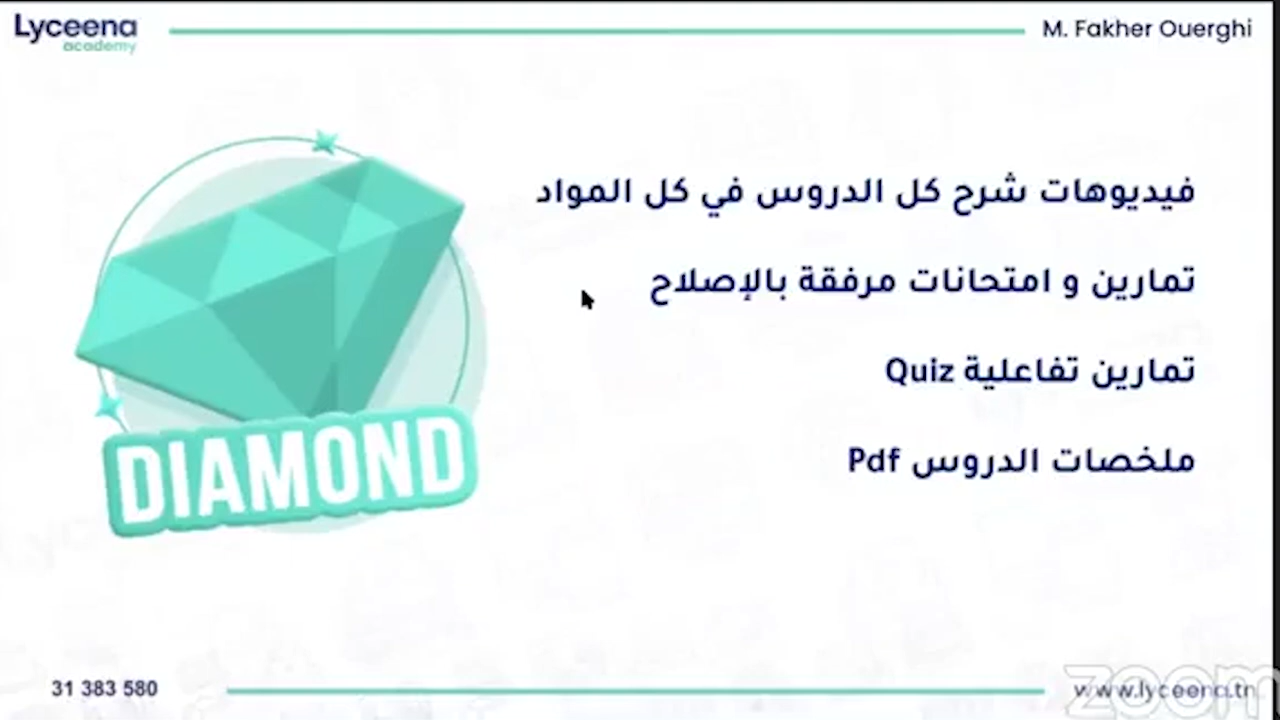 Lyceena
academy
M. Fakher Ouerghi
فيديوهات شرح كل الدروس في كل المواد
تمارين و امتحانات مرفقة بالإصلاح
تمارين تفاعلية Quiz
ملخصات الدروس Pdf
DIAMOND
31 383 580
www.lyceena.tn
zoom